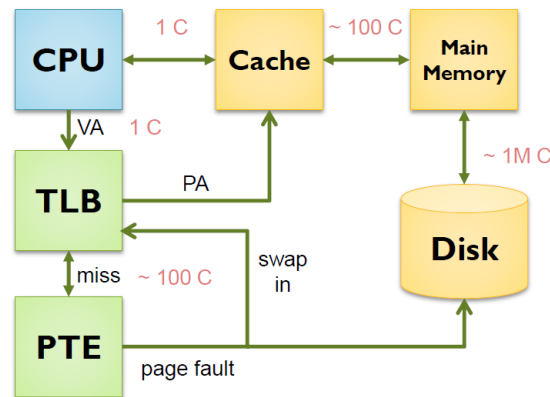 1 C
~ 100 C
CPU
Cache
Main
Memory
VA
1 C
~ 1M C
TLB
PA
Disk
swap
in
miss
~ 100 C
PTE
page fault